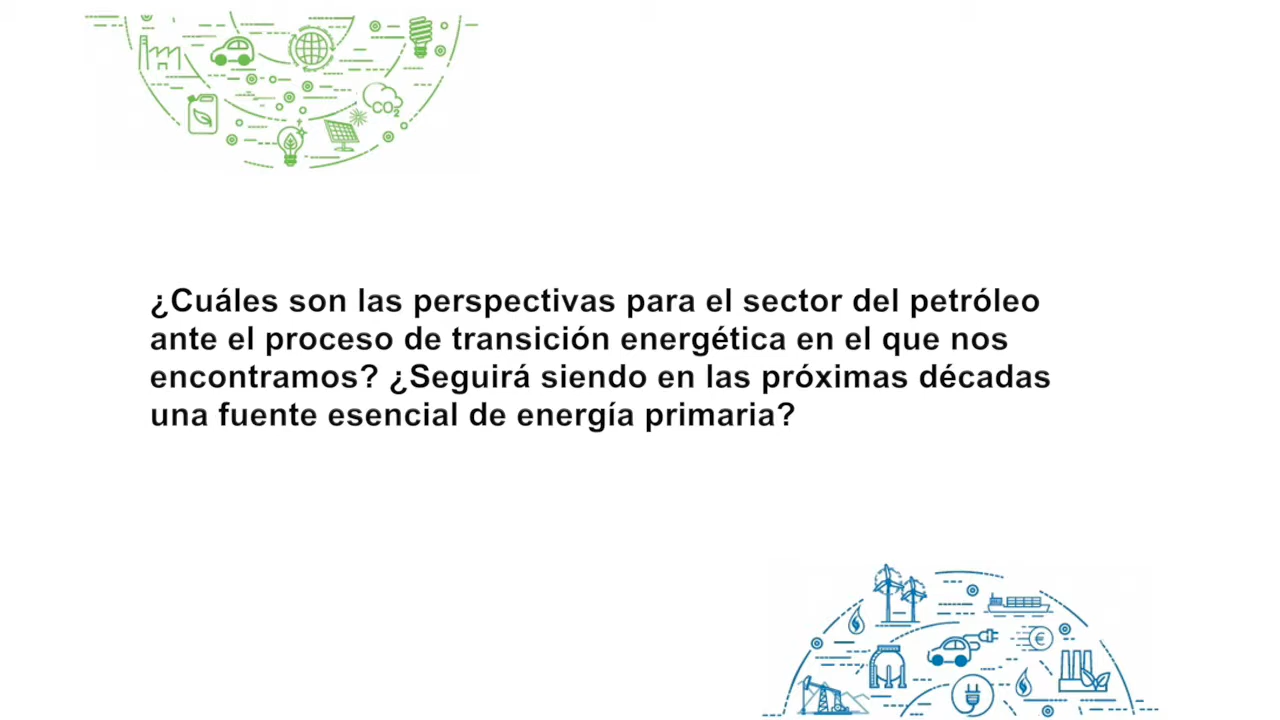 CO2
¿Cuáles son las perspectivas para el sector del petróleo
ante el proceso de transición energética en el que nos
encontramos? ¿Seguirá siendo en las próximas décadas
una fuente esencial de energía primaria?
€